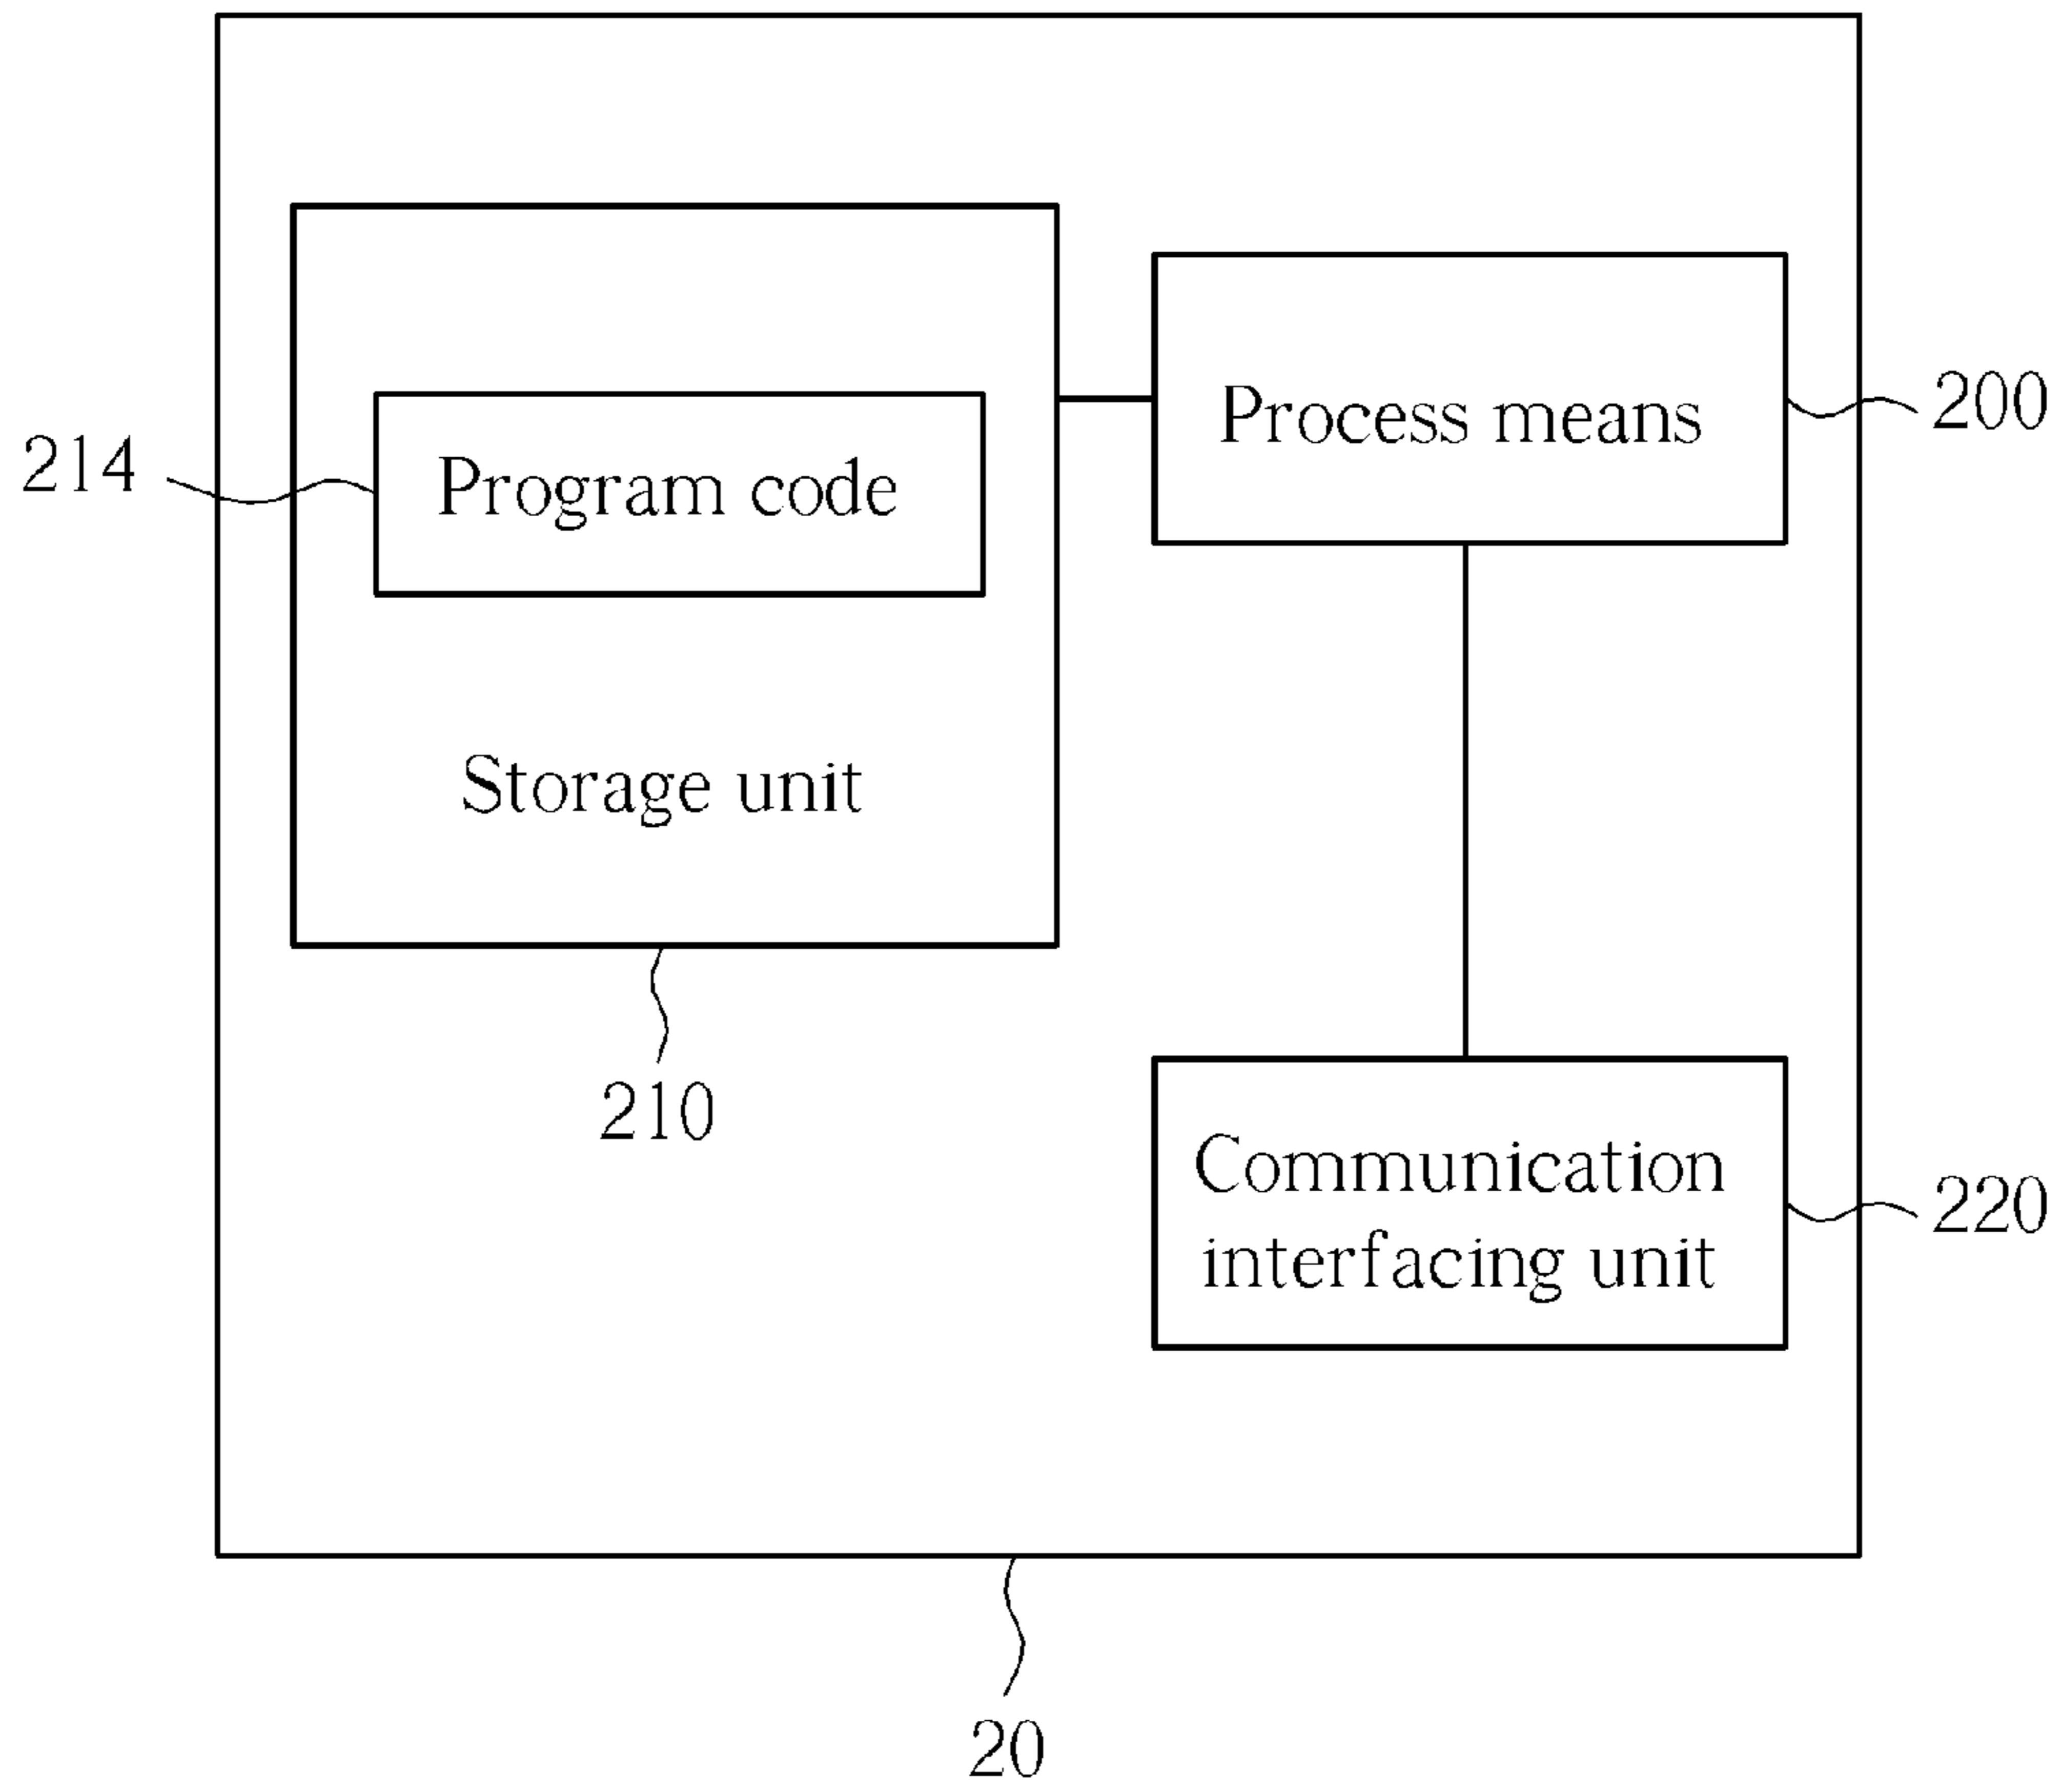 200
Process means
214
Program code
Storage unit
210
Communication
interfacing unit
220
20